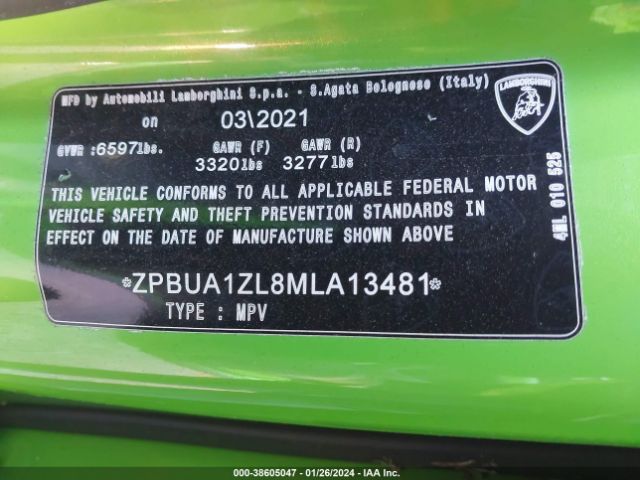 MFD by Automobili Lamborghini S.p.a. - S.Agata Bolognese (Italy)
LAMBORGHINI
on 03\2021
GVWR :6597lbs. GAWR (F) GAWR (R)
3320lbs 3277lbs
THIS VEHICLE CONFORMS TO ALL APPLICABLE FEDERAL MOTOR
VEHICLE SAFETY AND THEFT PREVENTION STANDARDS IN
EFFECT ON THE DATE OF MANUFACTURE SHOWN ABOVE
*ZPBUA1ZL8MLA13481*
TYPE : MPV
4ML 010 525
000-38605047 - 01/26/2024 - IAA Inc.